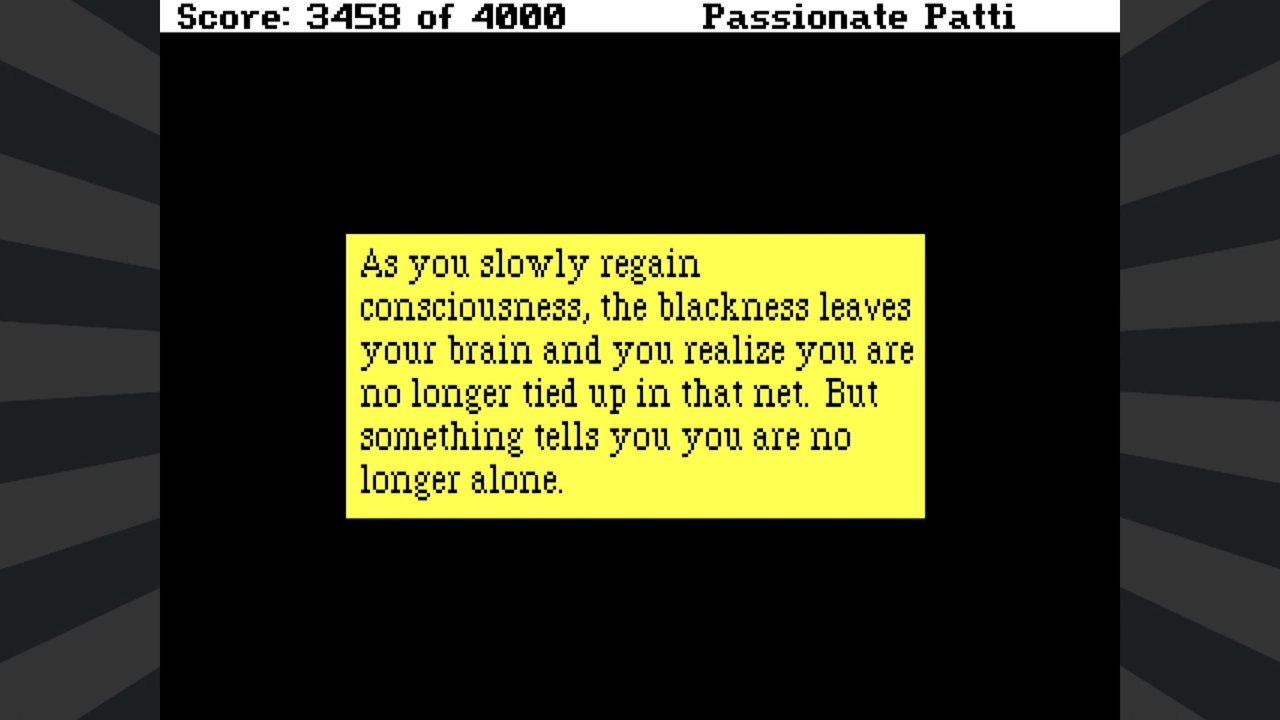 Score: 3458 of 4000 Passionate Patti
As you slowly regain
consciousness, the blackness leaves
your brain and you realize you are
no longer tied up in that net. But
something tells you you are no
longer alone.